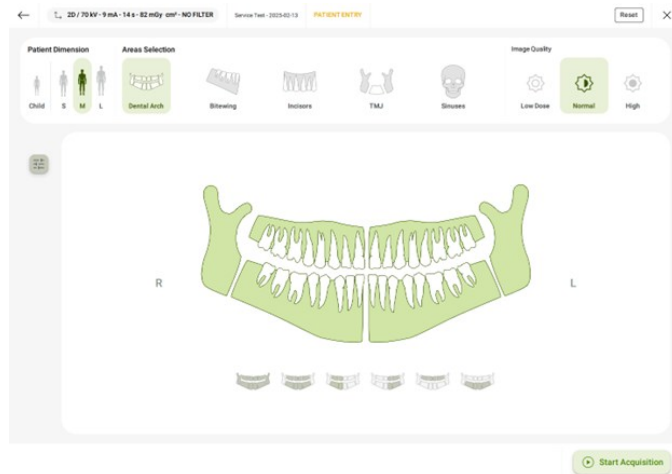 2D / 70 kV - 9 mA - 14 s - 82 mGy · cm² - NO FILTER
Service Test - 2025-02-13
PATIENT ENTRY
Reset
Patient Dimension
Areas Selection
Image Quality
Child
S
M
L
Dental Arch
Bitewing
Incisors
TMJ
Sinuses
Low Dose
Normal
High
R
L
Start Acquisition